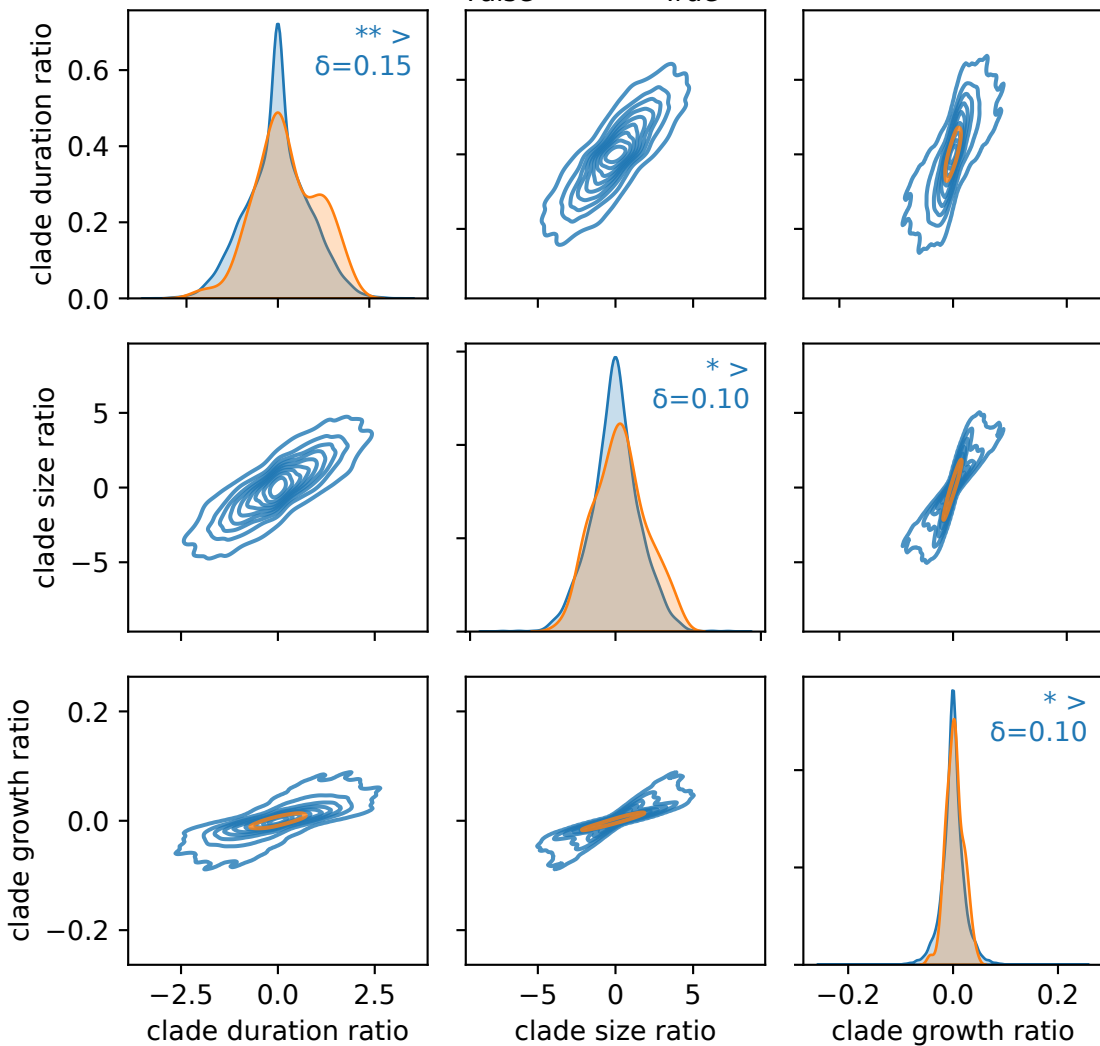 clade duration ratio
0.6
0.4
0.2
0.0
** >
δ=0.15
clade size ratio
5
0
−5
* >
δ=0.10
clade growth ratio
0.2
0.0
−0.2
* >
δ=0.10
−2.5 0.0 2.5
−5 0 5
−0.2 0.0 0.2
clade duration ratio
clade size ratio
clade growth ratio